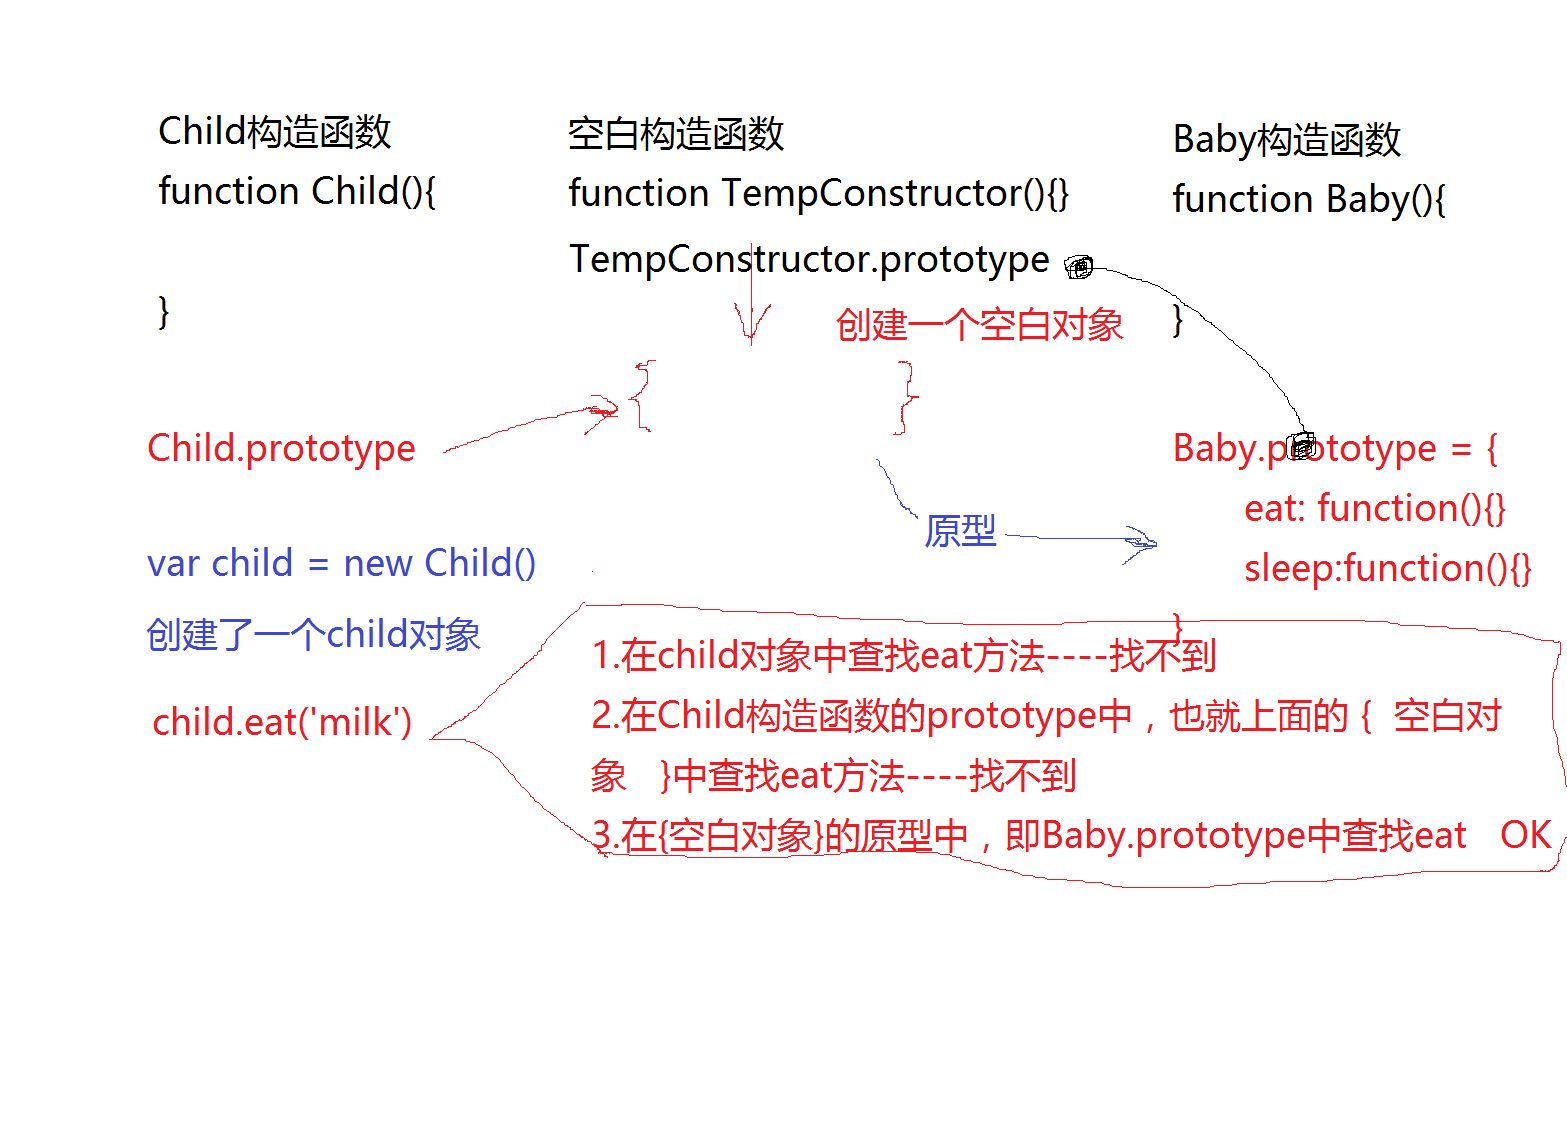 Child构造函数
function Child(){
}
空白构造函数
function TempConstructor(){}
TempConstructor.prototype
创建一个空白对象
{ }
Baby构造函数
function Baby(){
}
Child.prototype
原型
Baby.prototype = {
eat: function(){}
sleep:function(){}
}
var child = new Child()
创建了一个child对象
child.eat('milk')
1.在child对象中查找eat方法----找不到
2.在Child构造函数的prototype中，也就上面的 { 空白对
象 }中查找eat方法----找不到
3.在{空白对象}的原型中，即Baby.prototype中查找eat OK